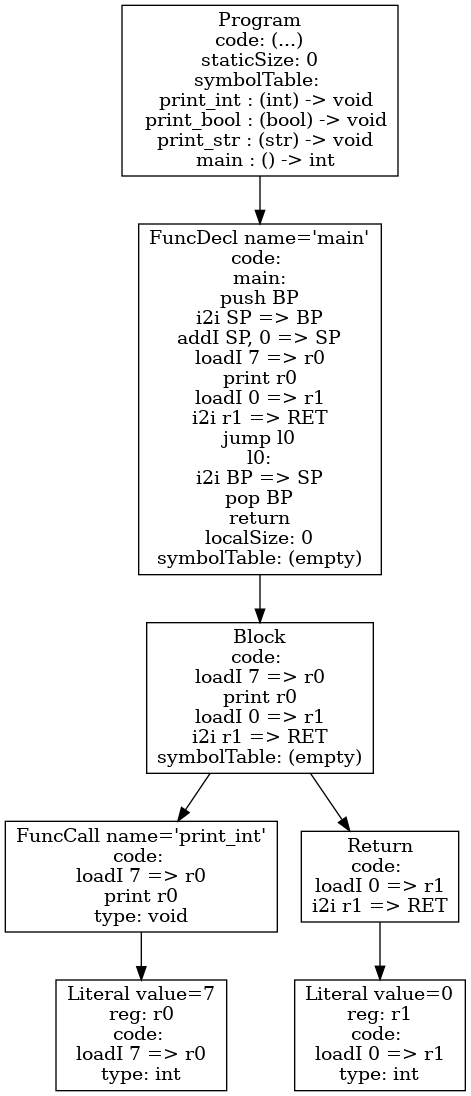 Program
code: (...)
staticSize: 0
symbolTable:
print_int : (int) -> void
print_bool : (bool) -> void
print_str : (str) -> void
main : () -> int
FuncDecl name='main'
code:
main:
push BP
i2i SP => BP
addI SP, 0 => SP
loadI 7 => r0
print r0
loadI 0 => r1
i2i r1 => RET
jump l0
l0:
i2i BP => SP
pop BP
return
localSize: 0
symbolTable: (empty)
Block
code:
loadI 7 => r0
print r0
loadI 0 => r1
i2i r1 => RET
symbolTable: (empty)
FuncCall name='print_int'
code:
loadI 7 => r0
print r0
type: void
Return
code:
loadI 0 => r1
i2i r1 => RET
Literal value=7
reg: r0
code:
loadI 7 => r0
type: int
Literal value=0
reg: r1
code:
loadI 0 => r1
type: int